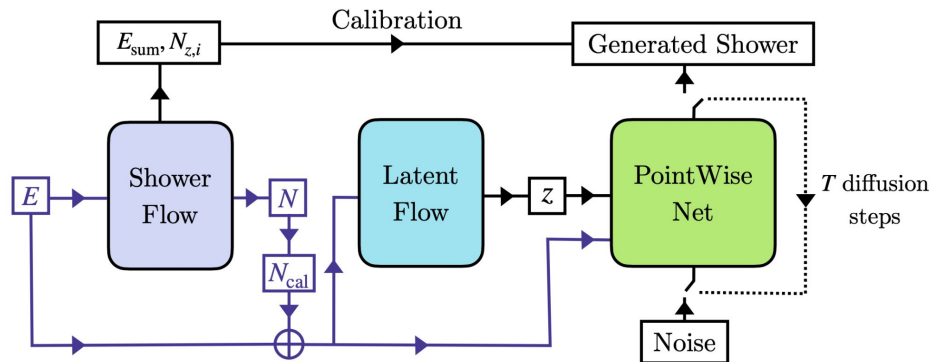 Calibration
E_sum, N_z,i
Generated Shower
E
Shower
Flow
N
N_cal
Latent
Flow
z
PointWise
Net
T diffusion
steps
Noise